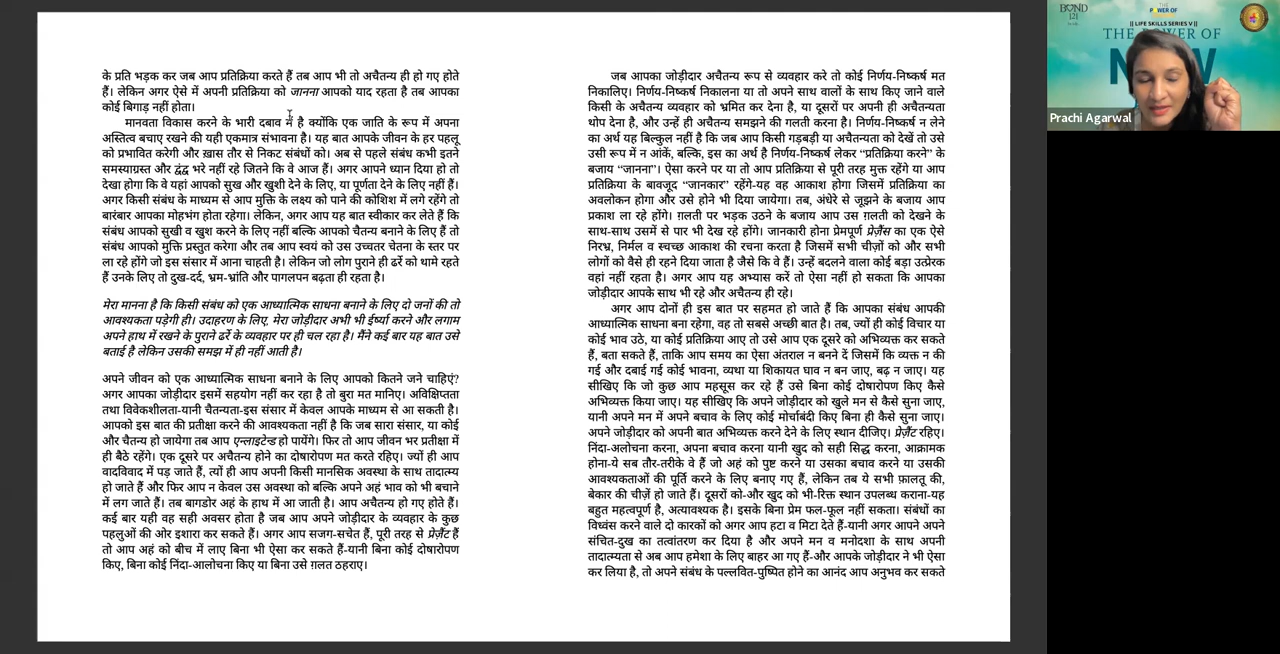 के प्रति भड़क कर जब आप प्रतिक्रिया करते हैं तब आप भी तो अचैतन्य ही हो गए होते
हैं। लेकिन अगर ऐसे में अपनी प्रतिक्रिया को जानना आपको याद रहता है तब आपका
कोई बिगाड़ नहीं होता।
मानवता विकास करने के भारी दबाव में है क्योंकि एक जाति के रूप में अपना
अस्तित्व बचाए रखने की यही एकमात्र संभावना है। यह बात आपके जीवन के हर पहलू
को प्रभावित करेगी और ख़ास तौर से निकट संबंधों को। अब से पहले संबंध कभी इतने
समस्याग्रस्त और द्वंद्व भरे नहीं रहे जितने कि वे आज हैं। अगर आपने ध्यान दिया हो तो
देखा होगा कि वे यहां आपको सुख और खुशी देने के लिए, या पूर्णता देने के लिए नहीं हैं।
अगर किसी संबंध के माध्यम से आप मुक्ति के लक्ष्य को पाने की कोशिश में लगे रहेंगे तो
बारंबार आपका मोहभंग होता रहेगा। लेकिन, अगर आप यह बात स्वीकार कर लेते हैं कि
संबंध आपको सुखी व खुश करने के लिए नहीं बल्कि आपको चैतन्य बनाने के लिए हैं तो
संबंध आपको मुक्ति प्रस्तुत करेगा और तब आप स्वयं को उस उच्चतर चेतना के स्तर पर
ला रहे होंगे जो इस संसार में आना चाहती है। लेकिन जो लोग पुराने ही ढर्रे को थामे रहते
हैं उनके लिए तो दुख-दर्द, भ्रम-भ्रांति और पागलपन बढ़ता ही रहता है।
मेरा मानना है कि किसी संबंध को एक आध्यात्मिक साधना बनाने के लिए दो जनों की तो
आवश्यकता पड़ेगी ही। उदाहरण के लिए, मेरा जोड़ीदार अभी भी ईर्ष्या करने और लगाम
अपने हाथ में रखने के पुराने ढर्रे के व्यवहार पर ही चल रहा है। मैंने कई बार यह बात उसे
बताई है लेकिन उसकी समझ में ही नहीं आती है।
अपने जीवन को एक आध्यात्मिक साधना बनाने के लिए आपको कितने जने चाहिएं?
अगर आपका जोड़ीदार इसमें सहयोग नहीं कर रहा है तो बुरा मत मानिए। अविक्षिप्तता
तथा विवेकशीलता-यानी चैतन्यता-इस संसार में केवल आपके माध्यम से आ सकती है।
आपको इस बात की प्रतीक्षा करने की आवश्यकता नहीं है कि जब सारा संसार, या कोई
और चैतन्य हो जायेगा तब आप एन्लाइटेन्ड हो पायेंगे। फिर तो आप जीवन भर प्रतीक्षा में
ही बैठे रहेंगे। एक दूसरे पर अचैतन्य होने का दोषारोपण मत करते रहिए। ज्यों ही आप
वादविवाद में पड़ जाते हैं, त्यों ही आप अपनी किसी मानसिक अवस्था के साथ तादात्म्य
हो जाते हैं और फिर आप न केवल उस अवस्था को बल्कि अपने अहं भाव को भी बचाने
में लग जाते हैं। तब बागडोर अहं के हाथ में आ जाती है। आप अचैतन्य हो गए होते हैं।
कई बार यही वह सही अवसर होता है जब आप अपने जोड़ीदार के व्यवहार के कुछ
पहलुओं की ओर इशारा कर सकते हैं। अगर आप सजग-सचेत हैं, पूरी तरह से प्रेज़ेंट हैं
तो आप अहं को बीच में लाए बिना भी ऐसा कर सकते हैं-यानी बिना कोई दोषारोपण
किए, बिना कोई निंदा-आलोचना किए या बिना उसे ग़लत ठहराए।
जब आपका जोड़ीदार अचैतन्य रूप से व्यवहार करे तो कोई निर्णय-निष्कर्ष मत
निकालिए। निर्णय-निष्कर्ष निकालना या तो अपने साथ वालों के साथ किए जाने वाले
किसी के अचैतन्य व्यवहार को भ्रमित कर देना है, या दूसरों पर अपनी ही अचैतन्यता
थोप देना है, और उन्हें ही अचैतन्य समझने की गलती करना है। निर्णय-निष्कर्ष न लेने
का अर्थ यह बिल्कुल नहीं है कि जब आप किसी गड़बड़ी या अचैतन्यता को देखें तो उसे
उसी रूप में न आंकें, बल्कि, इस का अर्थ है निर्णय-निष्कर्ष लेकर “प्रतिक्रिया करने” के
बजाय “जानना”। ऐसा करने पर या तो आप प्रतिक्रिया से पूरी तरह मुक्त रहेंगे या आप
प्रतिक्रिया के बावजूद “जानकार” रहेंगे-यह वह आकाश होगा जिसमें प्रतिक्रिया का
अवलोकन होगा और उसे होने भी दिया जायेगा। तब, अंधेरे से जूझने के बजाय आप
प्रकाश ला रहे होंगे। ग़लती पर भड़क उठने के बजाय आप उस ग़लती को देखने के
साथ-साथ उसमें से पार भी देख रहे होंगे। जानकारी होना प्रेमपूर्ण प्रेज़ेंस का एक ऐसे
निरभ्र, निर्मल व स्वच्छ आकाश की रचना करता है जिसमें सभी चीज़ों को और सभी
लोगों को वैसे ही रहने दिया जाता है जैसे कि वे हैं। उन्हें बदलने वाला कोई बड़ा उत्प्रेरक
वहां नहीं रहता है। अगर आप यह अभ्यास करें तो ऐसा नहीं हो सकता कि आपका
जोड़ीदार आपके साथ भी रहे और अचैतन्य ही रहे।
अगर आप दोनों ही इस बात पर सहमत हो जाते हैं कि आपका संबंध आपकी
आध्यात्मिक साधना बना रहेगा, वह तो सबसे अच्छी बात है। तब, ज्यों ही कोई विचार या
कोई भाव उठे, या कोई प्रतिक्रिया आए तो उसे आप एक दूसरे को अभिव्यक्त कर सकते
हैं, बता सकते हैं, ताकि आप समय का ऐसा अंतराल न बनने दें जिसमें कि व्यक्त न की
गई और दबाई गई कोई भावना, व्यथा या शिकायत घाव न बन जाए, बढ़ न जाए। यह
सीखिए कि जो कुछ आप महसूस कर रहे हैं उसे बिना कोई दोषारोपण किए कैसे
अभिव्यक्त किया जाए। यह सीखिए कि अपने जोड़ीदार को खुले मन से कैसे सुना जाए,
यानी अपने मन में अपने बचाव के लिए कोई मोर्चाबंदी किए बिना ही कैसे सुना जाए।
अपने जोड़ीदार को अपनी बात अभिव्यक्त करने देने के लिए स्थान दीजिए। प्रेज़ेंट रहिए।
निंदा-अलोचना करना, अपना बचाव करना यानी खुद को सही सिद्ध करना, आक्रामक
होना-ये सब तौर-तरीके वे हैं जो अहं को पुष्ट करने या उसका बचाव करने या उसकी
आवश्यकताओं की पूर्ति करने के लिए बनाए गए हैं, लेकिन तब ये सभी फ़ालतू की,
बेकार की चीज़ें हो जाते हैं। दूसरों को-और खुद को भी-रिक्त स्थान उपलब्ध कराना-यह
बहुत महत्वपूर्ण है, अत्यावश्यक है। इसके बिना प्रेम फल-फूल नहीं सकता। संबंधों का
विध्वंस करने वाले दो कारकों को अगर आप हटा व मिटा देते हैं-यानी अगर आपने अपने
संचित-दुख का तत्वांतरण कर दिया है और अपने मन व मनोदशा के साथ अपनी
तादात्म्यता से अब आप हमेशा के लिए बाहर आ गए हैं-और आपके जोड़ीदार ने भी ऐसा
कर लिया है, तो अपने संबंध के पल्लवित-पुष्पित होने का आनंद आप अनुभव कर सकते
BOND
121
THE
POWER OF
|| LIFE SKILLS SERIES V ||
THE POWER OF
Prachi Agarwal